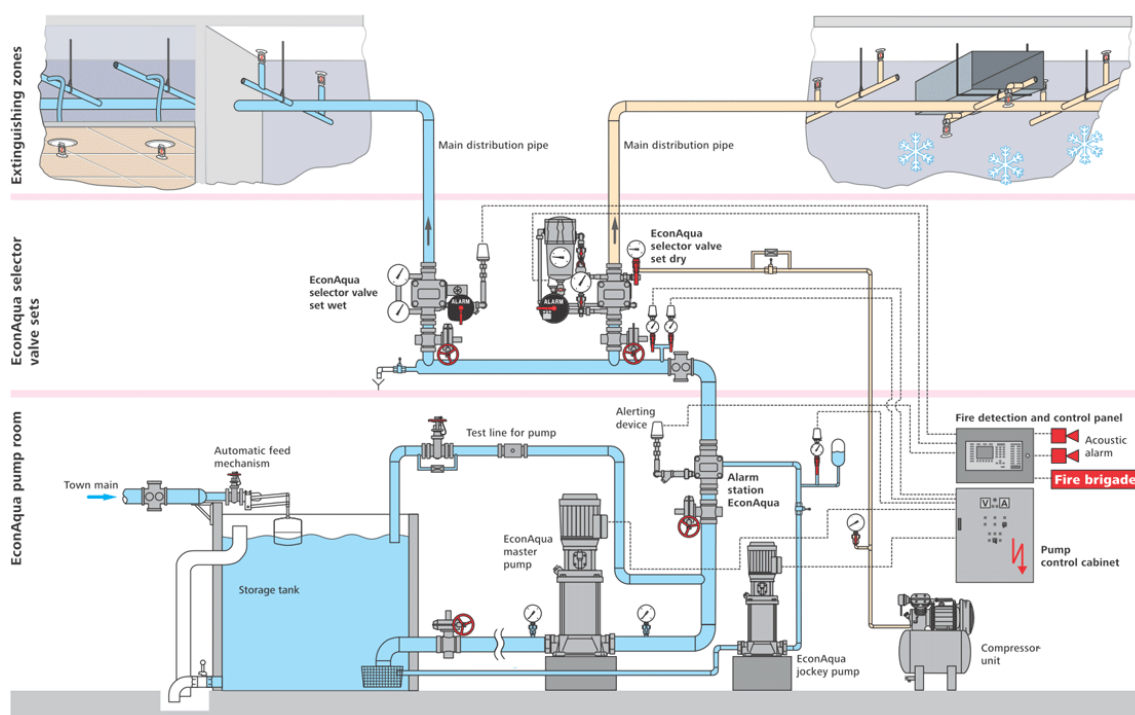 Extinguishing zones
Main distribution pipe
Main distribution pipe
EconAqua selector
valve sets
EconAqua
selector valve
set wet
ALARM
EconAqua
selector valve
set dry
ALARM
EconAqua pump room
Town main
Automatic feed
mechanism
Storage tank
Test line for pump
EconAqua
master
pump
Alerting
device
Alarm
station
EconAqua
EconAqua
jockey pump
Fire detection and control panel
Acoustic
alarm
Fire brigade
V A
Pump
control cabinet
Compressor
unit